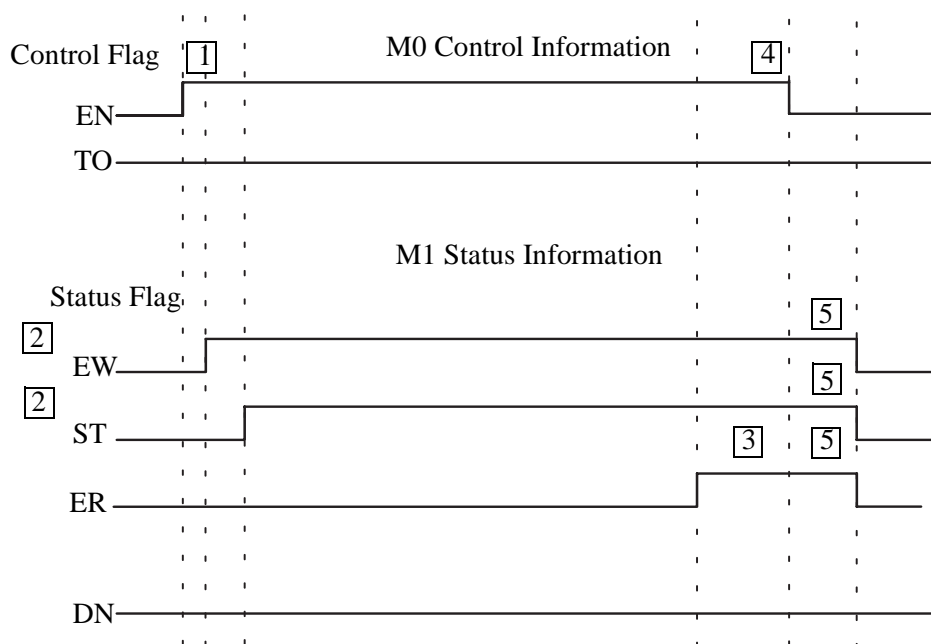 M0 Control Information
Control Flag
1
4
EN
TO
M1 Status Information
Status Flag
2
5
EW
2
5
ST
3
5
ER
DN